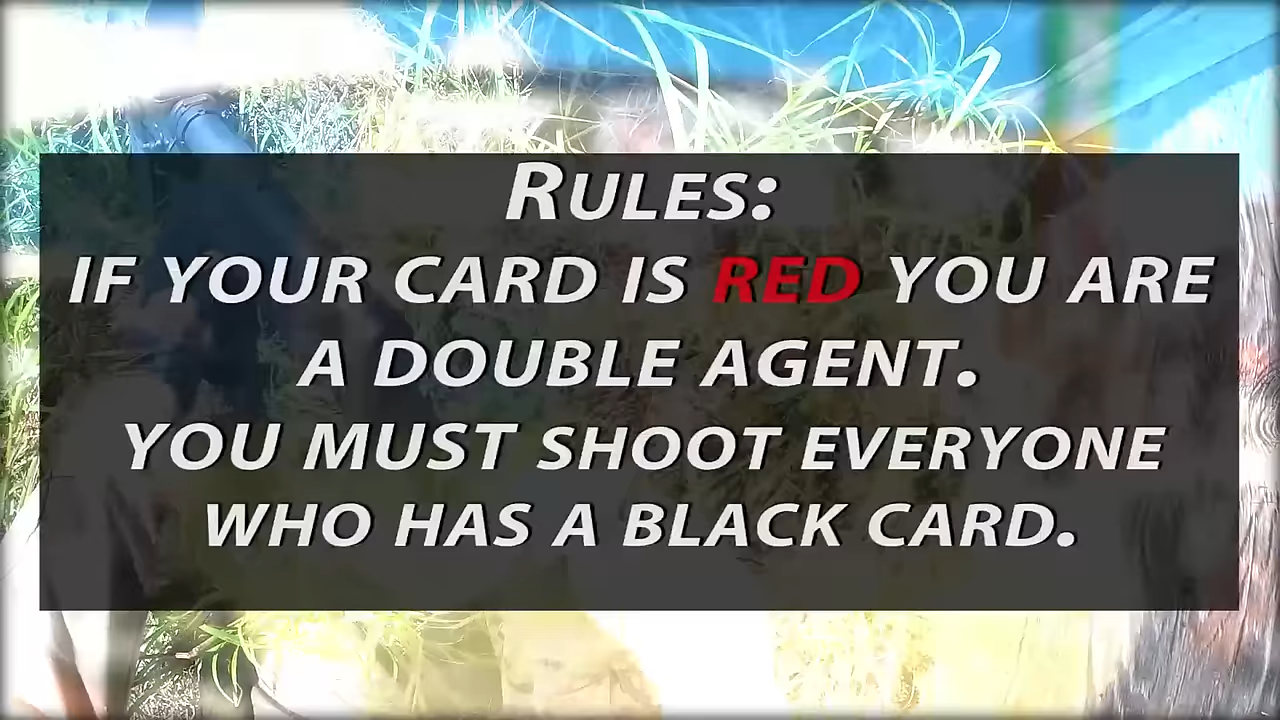 RULES:
IF YOUR CARD IS RED YOU ARE
A DOUBLE AGENT.
YOU MUST SHOOT EVERYONE
WHO HAS A BLACK CARD.